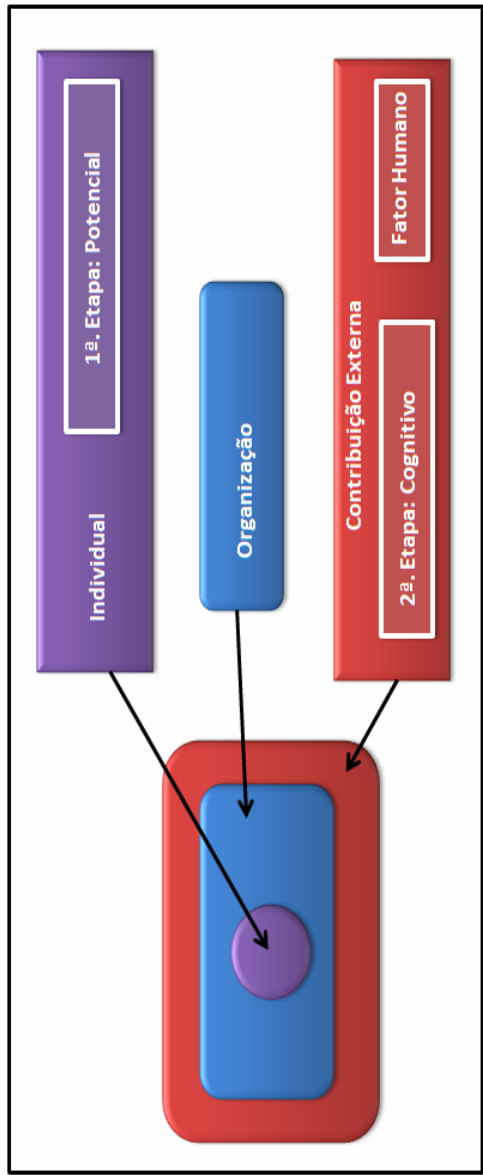 Individual
1ª. Etapa: Potencial
Organização
Contribuição Externa
2ª. Etapa: Cognitivo
Fator Humano